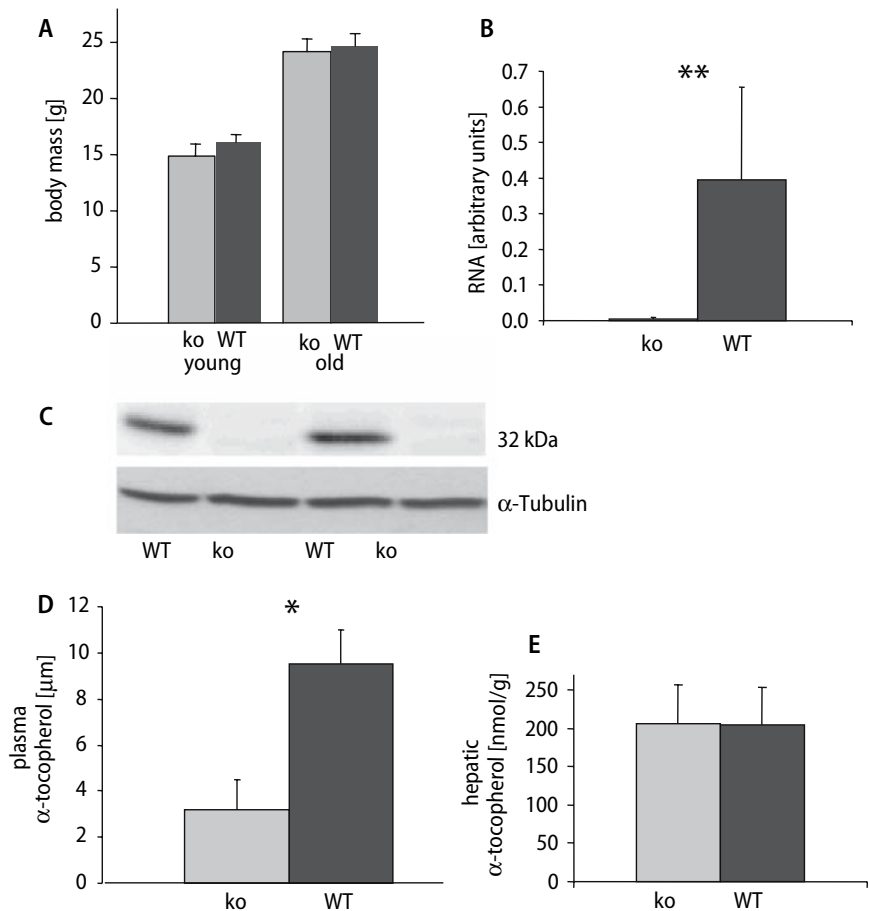 A
body mass [g]
25
20
15
10
5
0
ko WT
young
ko WT
old
B
**
RNA [arbitrary units]
0.7
0.6
0.5
0.4
0.3
0.2
0.1
0.0
ko
WT
C
32 kDa
α-Tubulin
WT ko WT ko
D
*
plasma
α-tocopherol [μm]
12
10
8
6
4
2
0
ko
WT
E
hepatic
α-tocopherol [nmol/g]
250
200
150
100
50
0
ko
WT